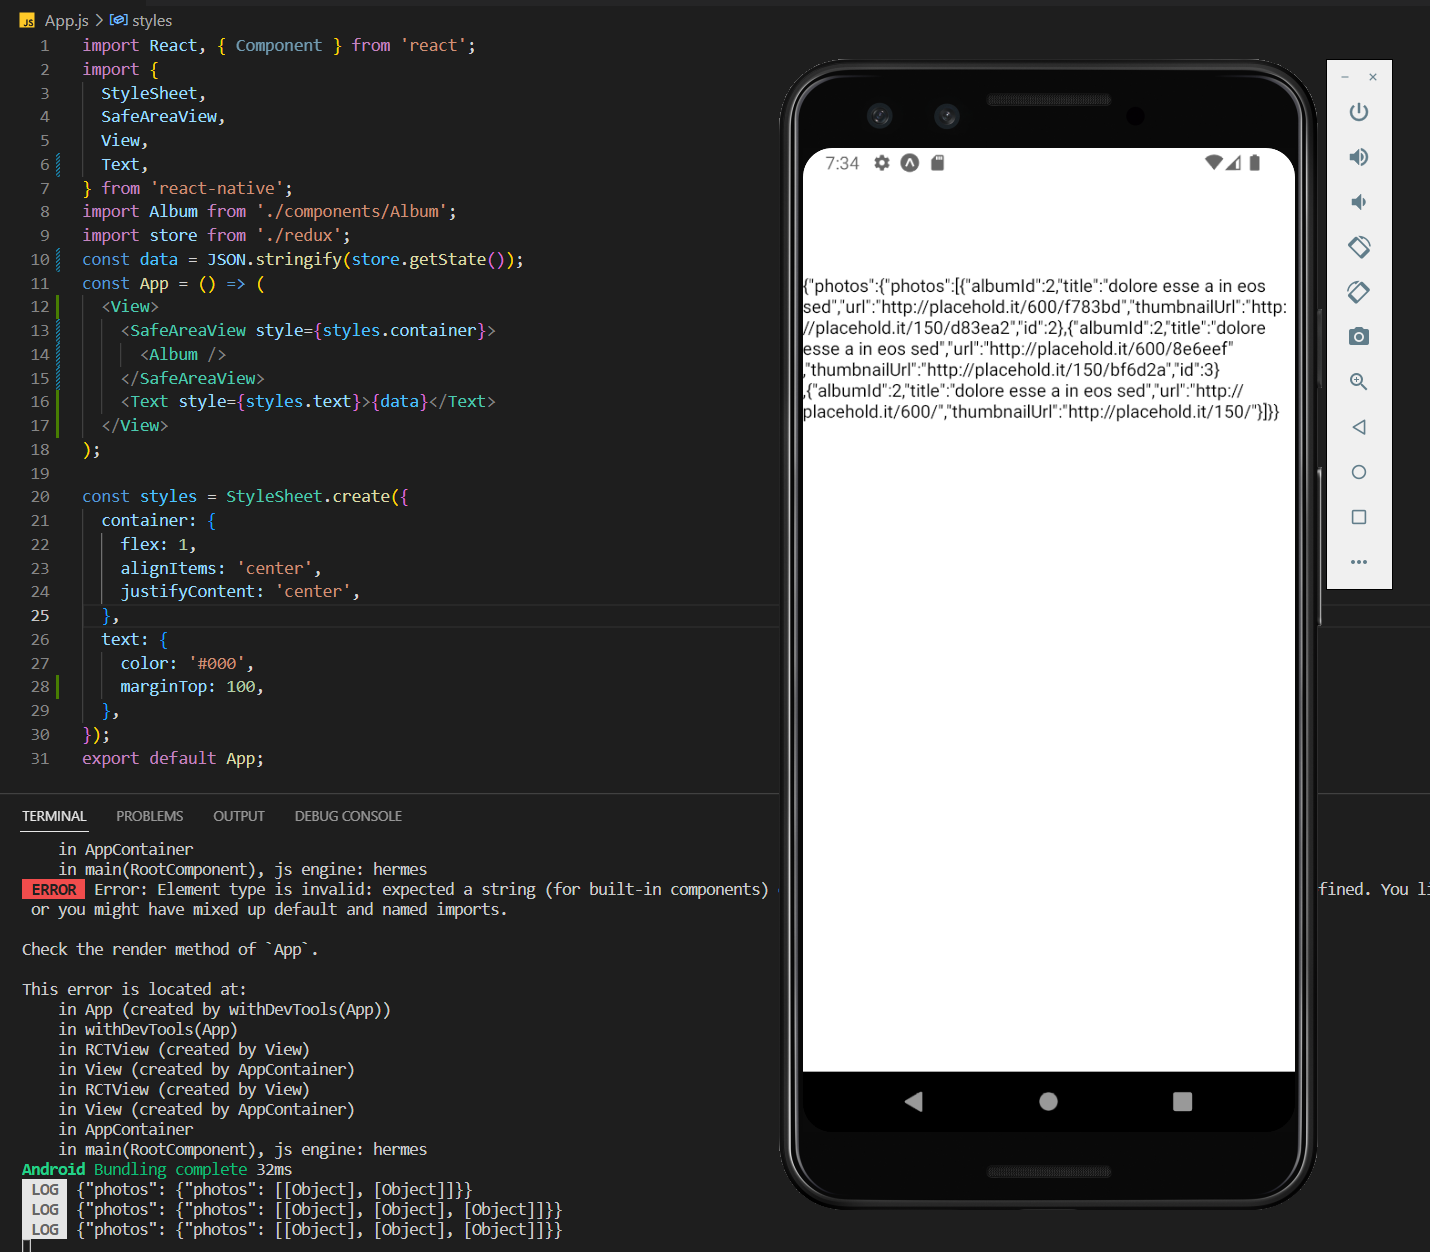 JS App.js > styles
1 import React, { Component } from 'react';
2 import {
3 StyleSheet,
4 SafeAreaView,
5 View,
6 Text,
7 } from 'react-native';
8 import Album from './components/Album';
9 import store from './redux';
10 const data = JSON.stringify(store.getState());
11 const App = () => (
12 <View>
13 <SafeAreaView style={styles.container}>
14 <Album />
15 </SafeAreaView>
16 <Text style={styles.text}>{data}</Text>
17 </View>
18 );
19
20 const styles = StyleSheet.create({
21 container: {
22 flex: 1,
23 alignItems: 'center',
24 justifyContent: 'center',
25 },
26 text: {
27 color: '#000',
28 marginTop: 100,
29 },
30 });
31 export default App;
7:34
{"photos":{"photos":[{"albumId":2,"title":"dolore esse a in eos
sed","url":"http://placehold.it/600/f783bd","thumbnailUrl":"http:
//placehold.it/150/d83ea2","id":2},{"albumId":2,"title":"dolore
esse a in eos sed","url":"http://placehold.it/600/8e6eef"
,"thumbnailUrl":"http://placehold.it/150/bf6d2a","id":3}
,{"albumId":2,"title":"dolore esse a in eos sed","url":"http://
placehold.it/600/","thumbnailUrl":"http://placehold.it/150/"}]}}
TERMINAL PROBLEMS OUTPUT DEBUG CONSOLE
in AppContainer
in main(RootComponent), js engine: hermes
ERROR Error: Element type is invalid: expected a string (for built-in components) fined. You li
or you might have mixed up default and named imports.
Check the render method of `App`.
This error is located at:
in App (created by withDevTools(App))
in withDevTools(App)
in RCTView (created by View)
in View (created by AppContainer)
in RCTView (created by View)
in View (created by AppContainer)
in AppContainer
in main(RootComponent), js engine: hermes
Android Bundling complete 32ms
LOG {"photos": {"photos": [[Object], [Object]]}}
LOG {"photos": {"photos": [[Object], [Object], [Object]]}}
LOG {"photos": {"photos": [[Object], [Object], [Object]]}}